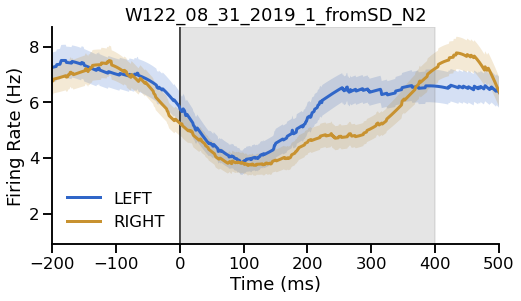 W122_08_31_2019_1_fromSD_N2
Firing Rate (Hz)
8
6
4
2
LEFT
RIGHT
−200 −100 0 100 200 300 400 500
Time (ms)